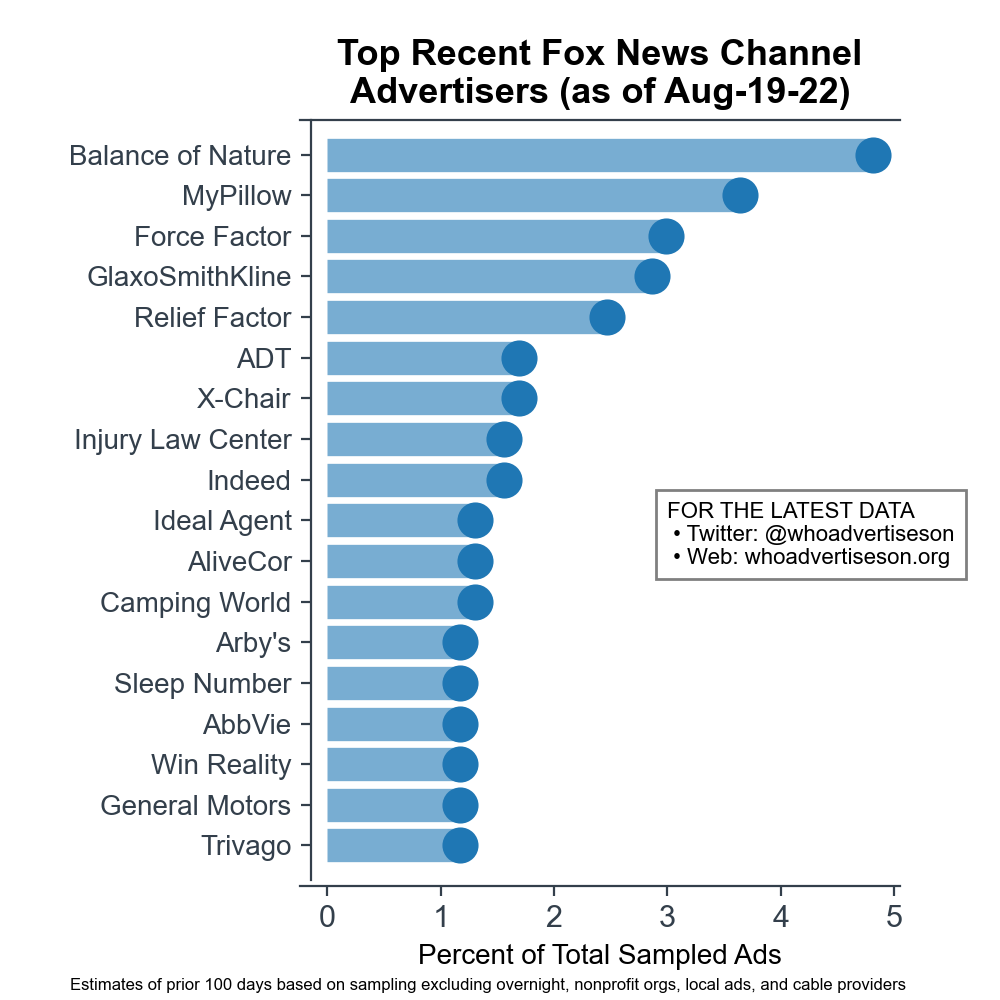 Top Recent Fox News Channel
Advertisers (as of Aug-19-22)
Balance of Nature
MyPillow
Force Factor
GlaxoSmithKline
Relief Factor
ADT
X-Chair
Injury Law Center
Indeed
Ideal Agent
AliveCor
Camping World
Arby's
Sleep Number
AbbVie
Win Reality
General Motors
Trivago
FOR THE LATEST DATA
• Twitter: @whoadvertiseson
• Web: whoadvertiseson.org
0 1 2 3 4 5
Percent of Total Sampled Ads
Estimates of prior 100 days based on sampling excluding overnight, nonprofit orgs, local ads, and cable providers